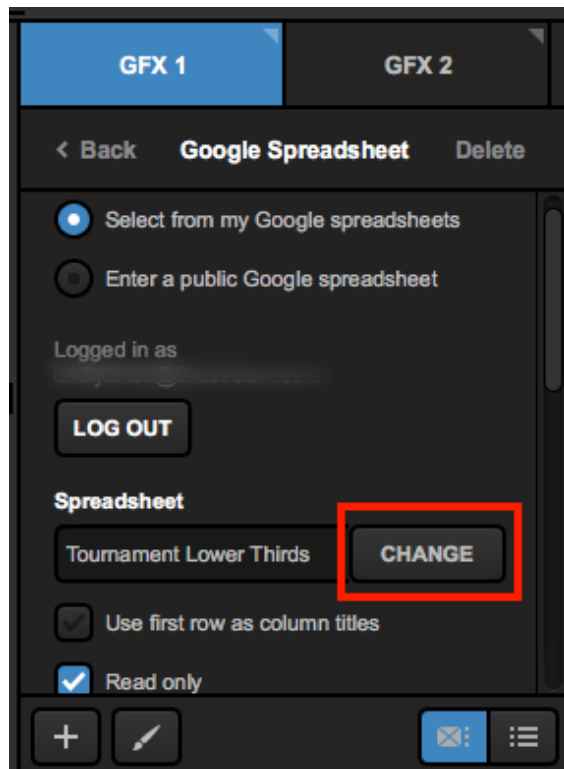 GFX 1 GFX 2
< Back Google Spreadsheet Delete
Select from my Google spreadsheets
Enter a public Google spreadsheet
Logged in as
LOG OUT
Spreadsheet
Tournament Lower Thirds CHANGE
Use first row as column titles
Read only